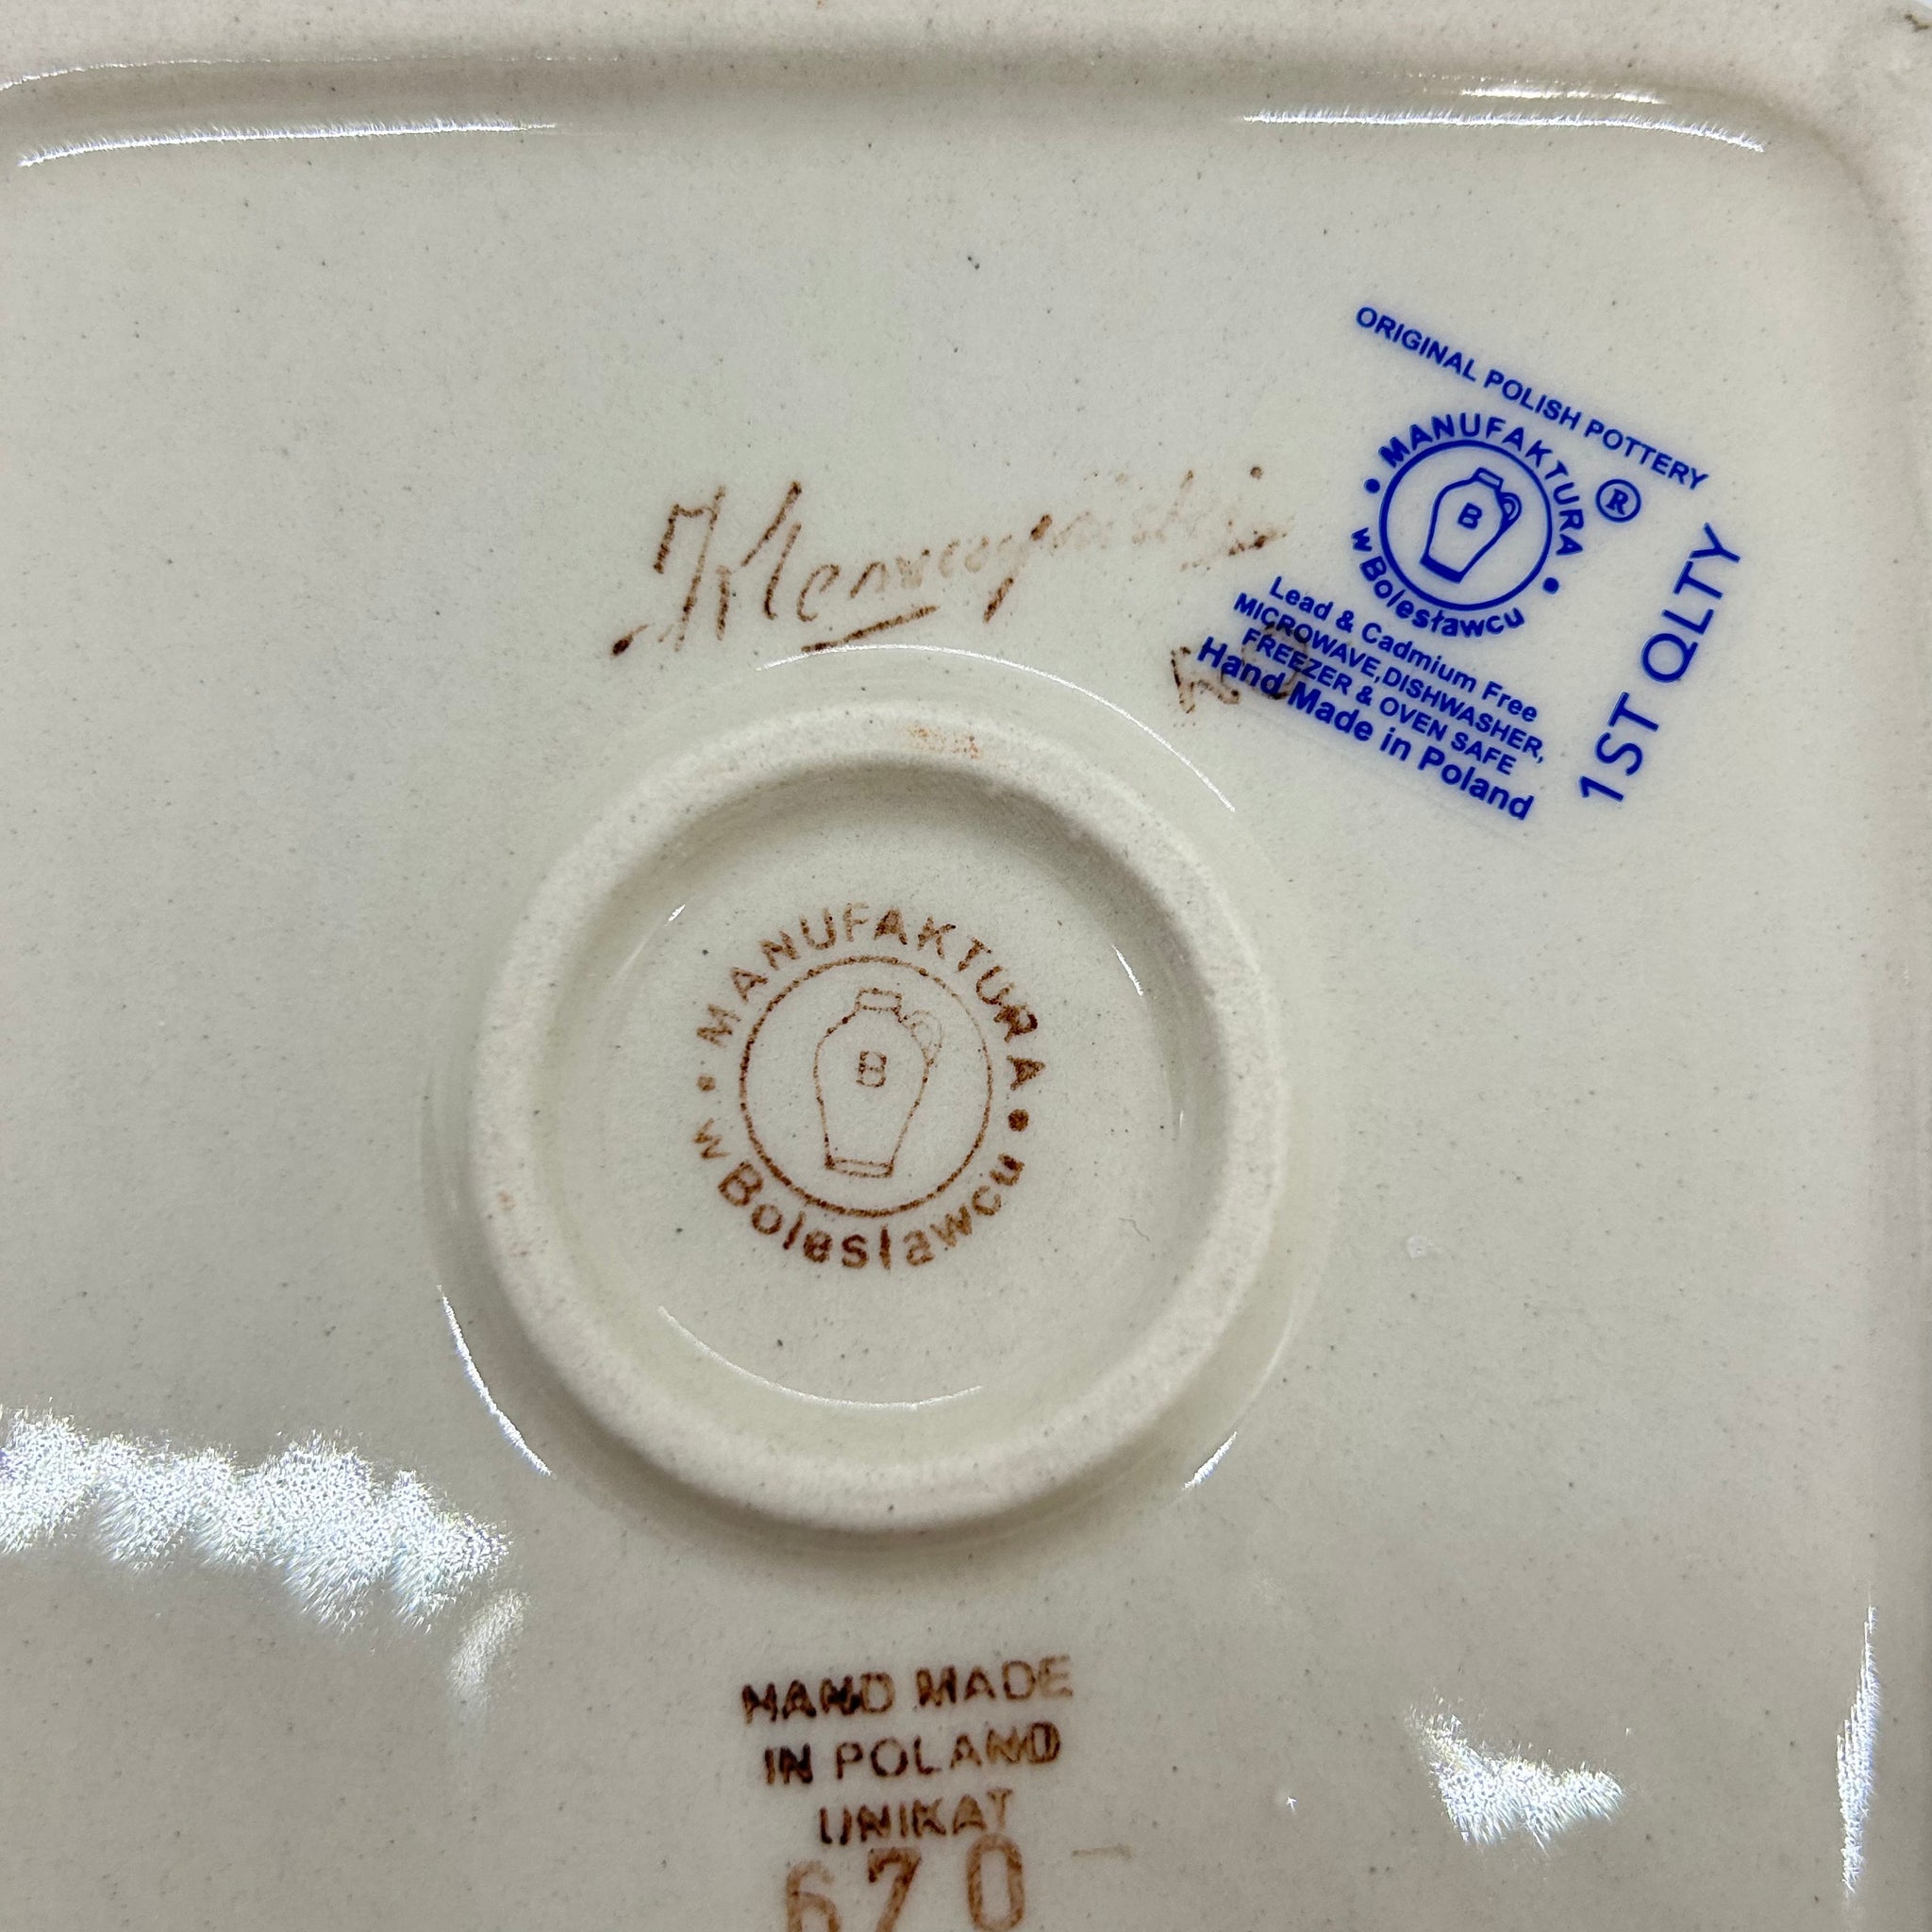 ORIGINAL POLISH POTTERY
MANUFAKTURA
®
B
w Bolesławcu
1ST QLTY
Lead & Cadmium Free
MICROWAVE,DISHWASHER,
FREEZER & OVEN SAFE
Hand Made in Poland
MANUFAKTURA
B
w Bolesławcu
HAND MADE
IN POLAND
UNIKAT
670